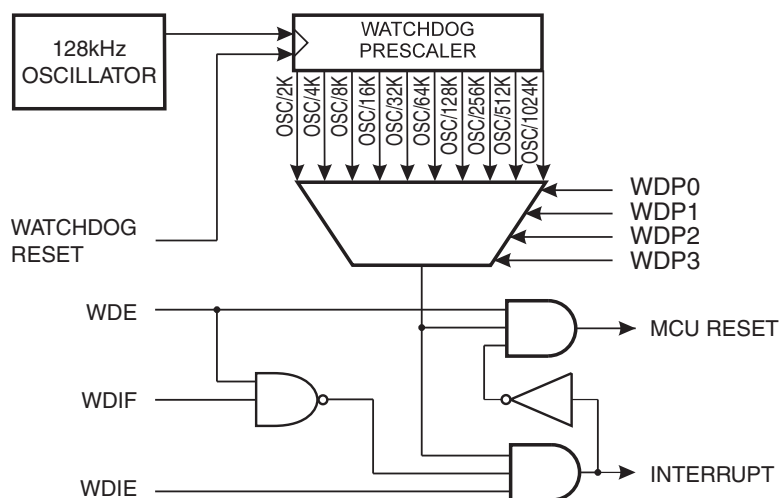 128kHz
OSCILLATOR
WATCHDOG
PRESCALER
OSC/2K
OSC/4K
OSC/8K
OSC/16K
OSC/32K
OSC/64K
OSC/128K
OSC/256K
OSC/512K
OSC/1024K
WATCHDOG
RESET
WDP0
WDP1
WDP2
WDP3
WDE
MCU RESET
WDIF
WDIE
INTERRUPT